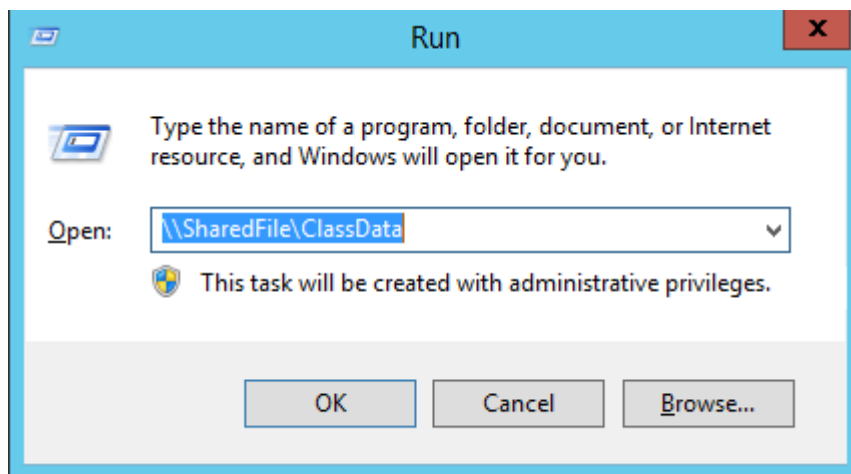 Run
x
Type the name of a program, folder, document, or Internet
resource, and Windows will open it for you.
Open: \\SharedFile\ClassData
This task will be created with administrative privileges.
OK Cancel Browse...